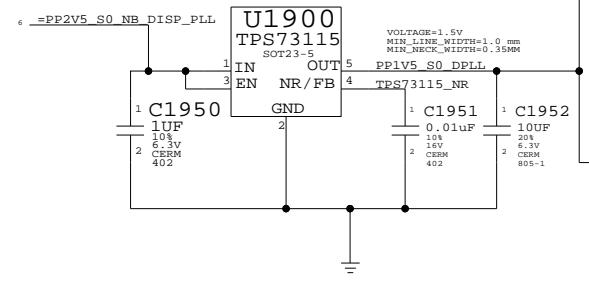 6 =PP2V5_S0_NB_DISP_PLL
U1900
TPS73115
SOT23-5
1 IN OUT 5
3 EN NR/FB 4
GND
2
VOLTAGE=1.5V
MIN_LINE_WIDTH=1.0 mm
MIN_NECK_WIDTH=0.35MM
PP1V5_S0_DPLL
TPS73115_NR
1 C1950
1UF
10%
6.3V
2 CERM
402
1 C1951
0.01uF
10%
16V
2 CERM
402
1 C1952
10UF
20%
6.3V
2 CERM
805-1